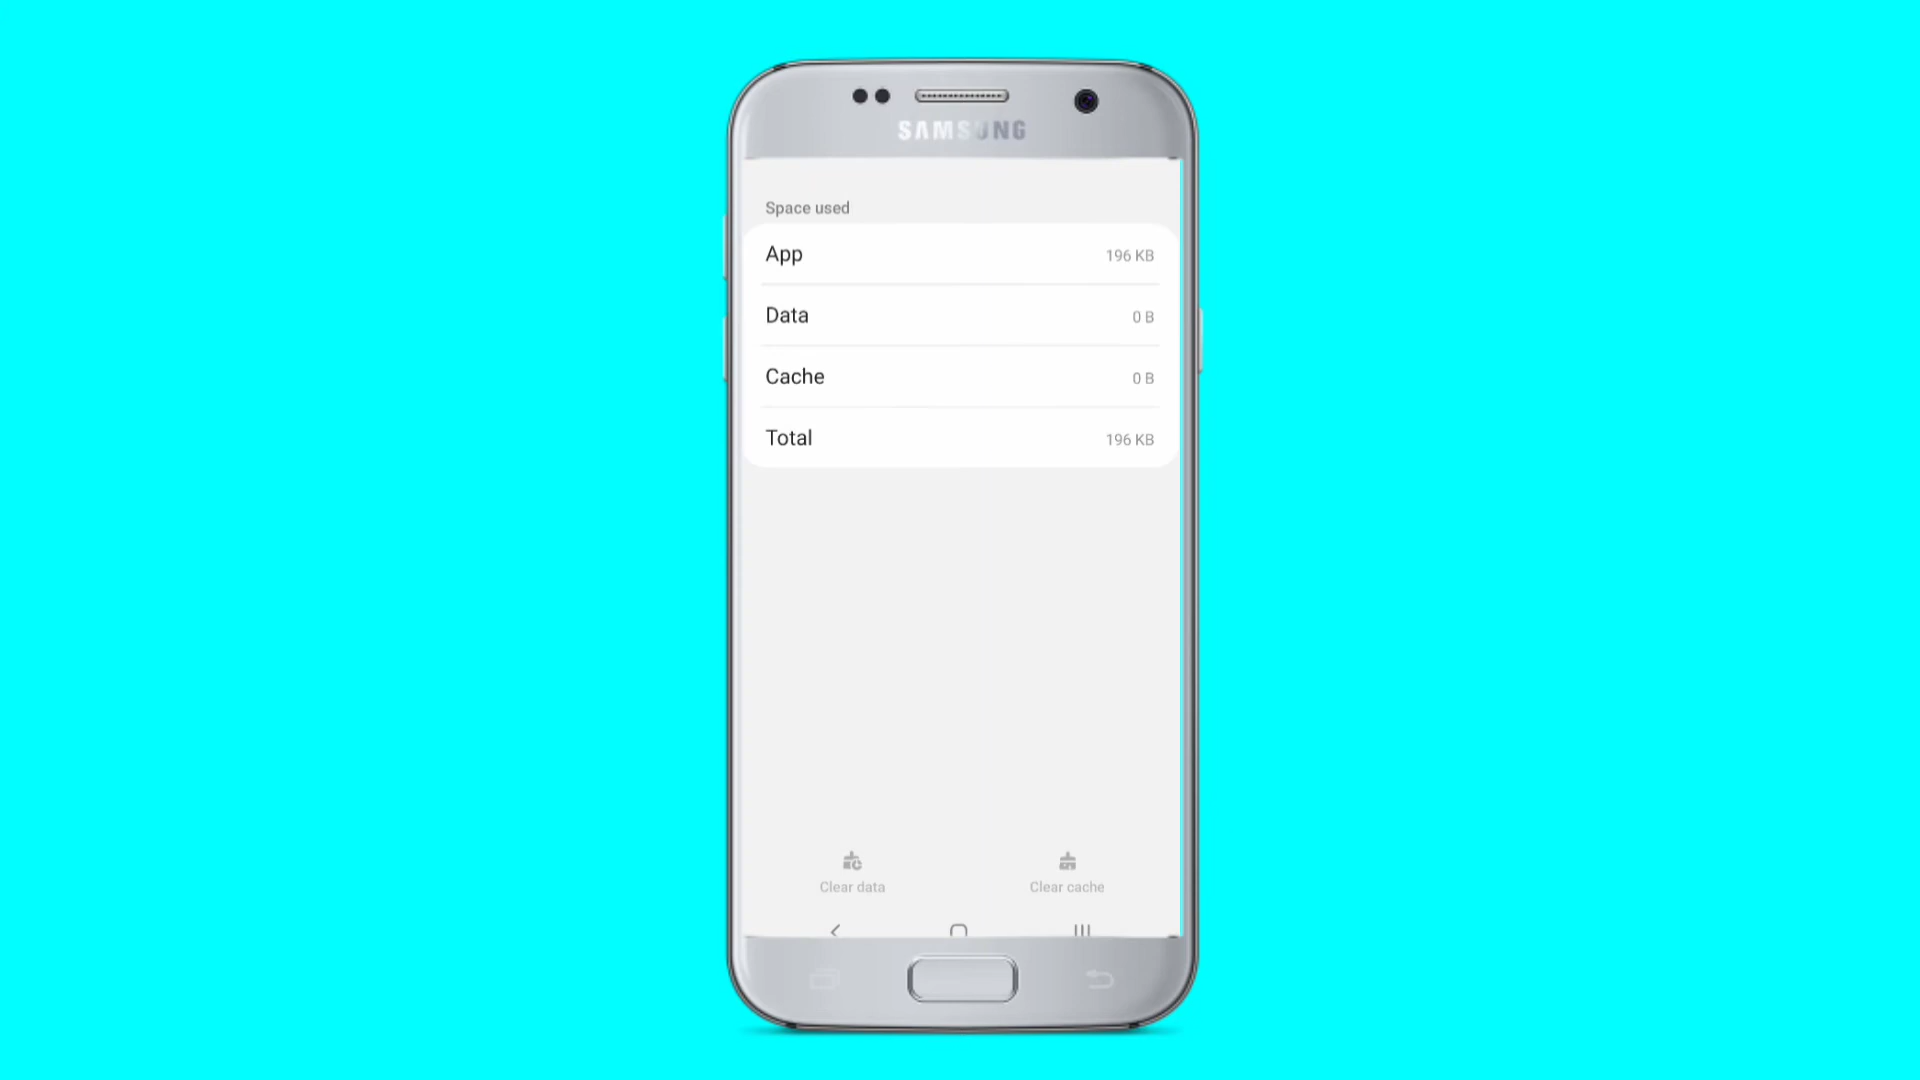 SAMSUNG
Space used
App 196 KB
Data 0 B
Cache 0 B
Total 196 KB
Clear data Clear cache